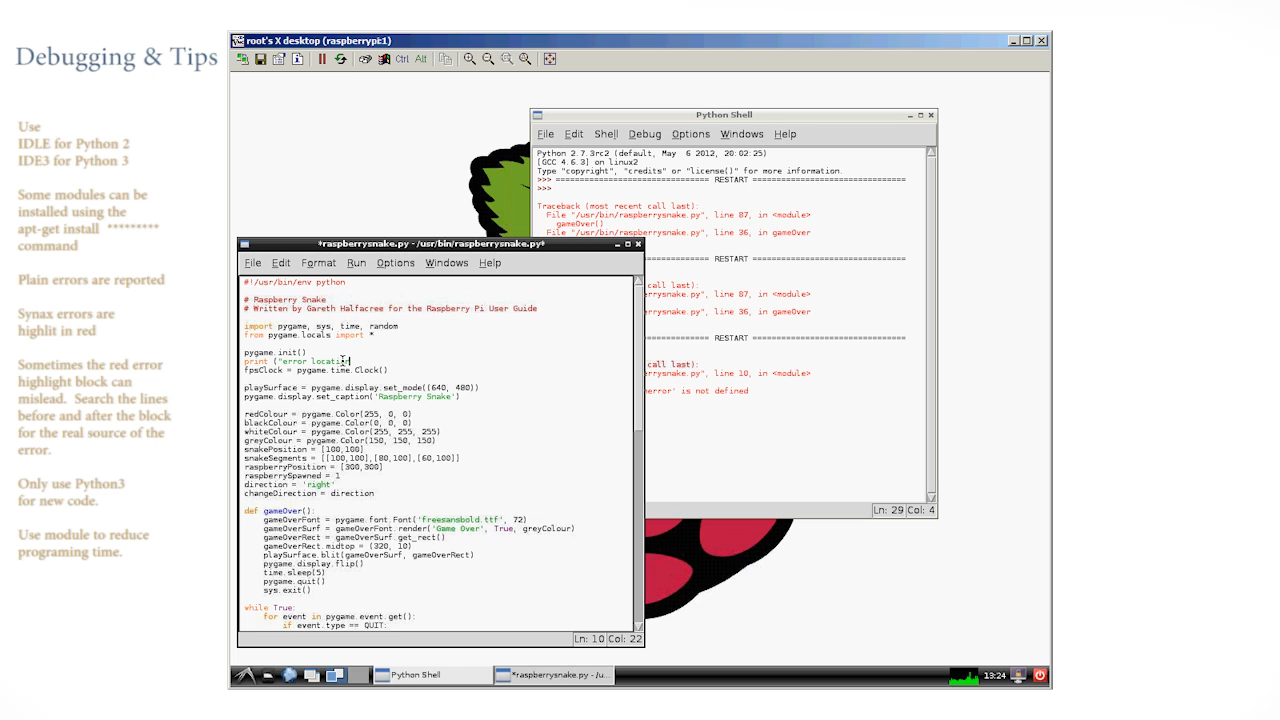 Debugging & Tips
Use
IDLE for Python 2
IDE3 for Python 3
Some modules can be
installed using the
apt-get install *********
command
Plain errors are reported
Synax errors are
highlit in red
Sometimes the red error
highlight block can
mislead. Search the lines
before and after the block
for the real source of the
error.
Only use Python3
for new code.
Use module to reduce
programing time.
root's X desktop (raspberrypi:1)
Ctrl Alt
Python Shell
File Edit Shell Debug Options Windows Help
Python 2.7.3rc2 (default, May  6 2012, 20:02:25)
[GCC 4.6.3] on linux2
Type "copyright", "credits" or "license()" for more information.
>>> ================================ RESTART ================================
>>>
Traceback (most recent call last):
File "/usr/bin/raspberrysnake.py", line 87, in <module>
gameOver()
File "/usr/bin/raspberrysnake.py", line 36, in gameOver
RESTART ================================
call last):
rysnake.py", line 87, in <module>
rysnake.py", line 36, in gameOver
RESTART ================================
call last):
rysnake.py", line 10, in <module>
error' is not defined
Ln: 29 Col: 4
*raspberrysnake.py - /usr/bin/raspberrysnake.py*
File Edit Format Run Options Windows Help
#!/usr/bin/env python
# Raspberry Snake
# Written by Gareth Halfacree for the Raspberry Pi User Guide
import pygame, sys, time, random
from pygame.locals import *
pygame.init()
print ("error location
fpsClock = pygame.time.Clock()
playSurface = pygame.display.set_mode((640, 480))
pygame.display.set_caption('Raspberry Snake')
redColour = pygame.Color(255, 0, 0)
blackColour = pygame.Color(0, 0, 0)
whiteColour = pygame.Color(255, 255, 255)
greyColour = pygame.Color(150, 150, 150)
snakePosition = [100,100]
snakeSegments = [[100,100],[80,100],[60,100]]
raspberryPosition = [300,300]
raspberrySpawned = 1
direction = 'right'
changeDirection = direction
def gameOver():
gameOverFont = pygame.font.Font('freesansbold.ttf', 72)
gameOverSurf = gameOverFont.render('Game Over', True, greyColour)
gameOverRect = gameOverSurf.get_rect()
gameOverRect.midtop = (320, 10)
playSurface.blit(gameOverSurf, gameOverRect)
pygame.display.flip()
time.sleep(5)
pygame.quit()
sys.exit()
while True:
for event in pygame.event.get():
if event.type == QUIT:
Ln: 10 Col: 22
Python Shell
*raspberrysnake.py - /u...
13:24